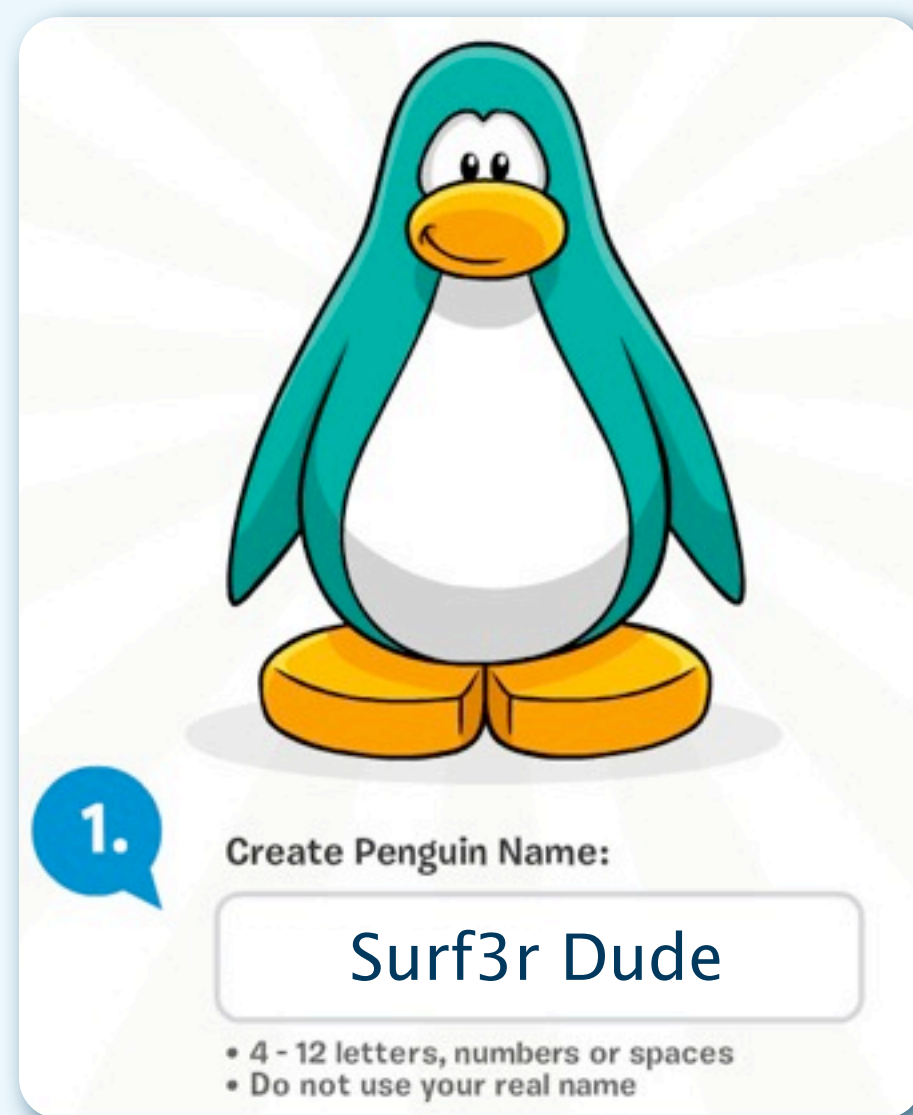 1.
Create Penguin Name:
Surf3r Dude
• 4 - 12 letters, numbers or spaces
• Do not use your real name